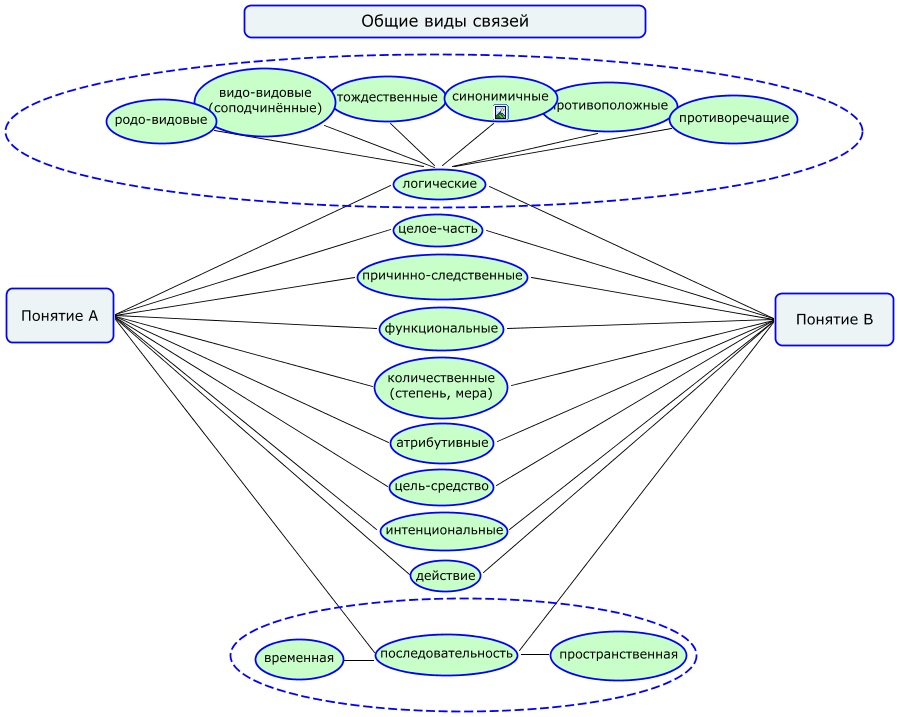 Общие виды связей
видо-видовые
(соподчинённые)
тождественные
синонимичные
противоположные
родо-видовые
противоречащие
логические
целое-часть
причинно-следственные
Понятие А
Понятие В
функциональные
количественные
(степень, мера)
атрибутивные
цель-средство
интенциональные
действие
временная
последовательность
пространственная